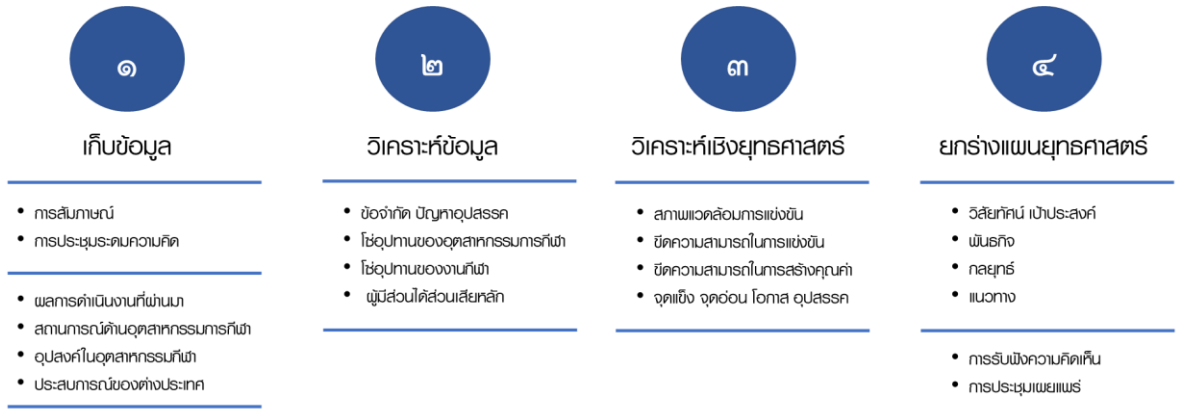 ๑
เก็บข้อมูล
• การสัมภาษณ์
• การประชุมระดมความคิด
• ผลการดำเนินงานที่ผ่านมา
• สถานการณ์ด้านอุตสาหกรรมการกีฬา
• อุปสงค์ในอุตสาหกรรมกีฬา
• ประสบการณ์ของต่างประเทศ
๒
วิเคราะห์ข้อมูล
• ข้อจำกัด ปัญหาอุปสรรค
• โซ่อุปทานของอุตสาหกรรมการกีฬา
• โซ่อุปทานของงานกีฬา
• ผู้มีส่วนได้ส่วนเสียหลัก
๓
วิเคราะห์เชิงยุทธศาสตร์
• สภาพแวดล้อมการแข่งขัน
• ขีดความสามารถในการแข่งขัน
• ขีดความสามารถในการสร้างคุณค่า
• จุดแข็ง จุดอ่อน โอกาส อุปสรรค
๔
ยกร่างแผนยุทธศาสตร์
• วิสัยทัศน์ เป้าประสงค์
• พันธกิจ
• กลยุทธ์
• แนวทาง
• การรับฟังความคิดเห็น
• การประชุมเผยแพร่